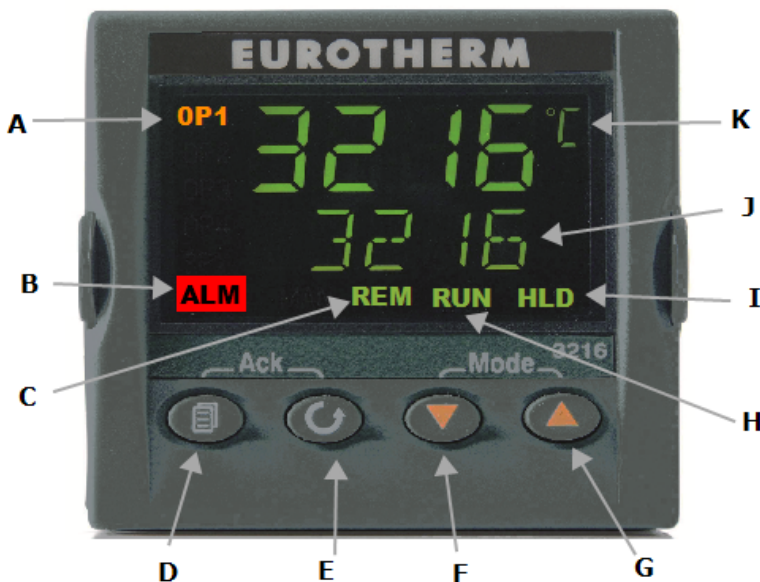 EUROTHERM
A
OP1
3216
°C
K
3216
J
B
ALM
REM
RUN
HLD
I
C
Ack
Mode
3216
H
D
E
F
G